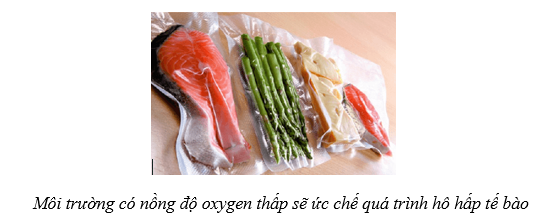 Môi trường có nồng độ oxygen thấp sẽ ức chế quá trình hô hấp tế bào